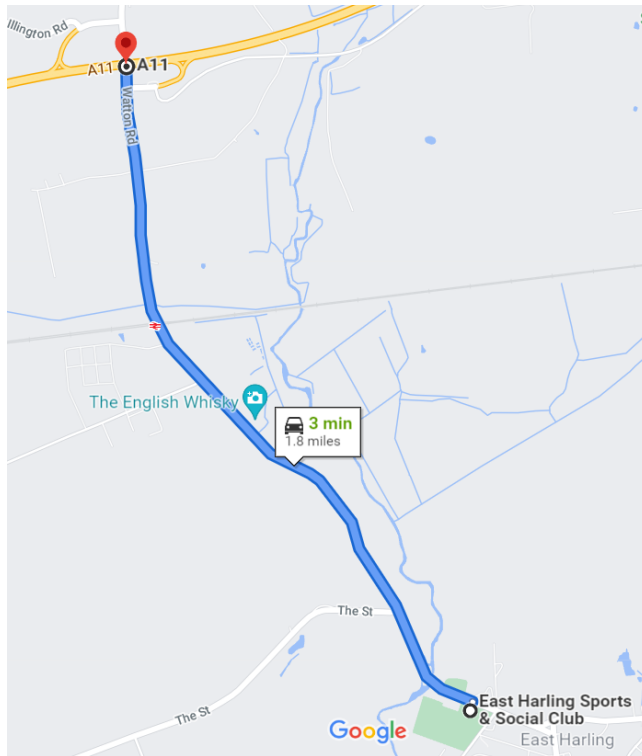 Illington Rd
A11
A11
Watton Rd
The English Whisky
3 min
1.8 miles
The St
East Harling Sports
& Social Club
The St
Google
East Harling